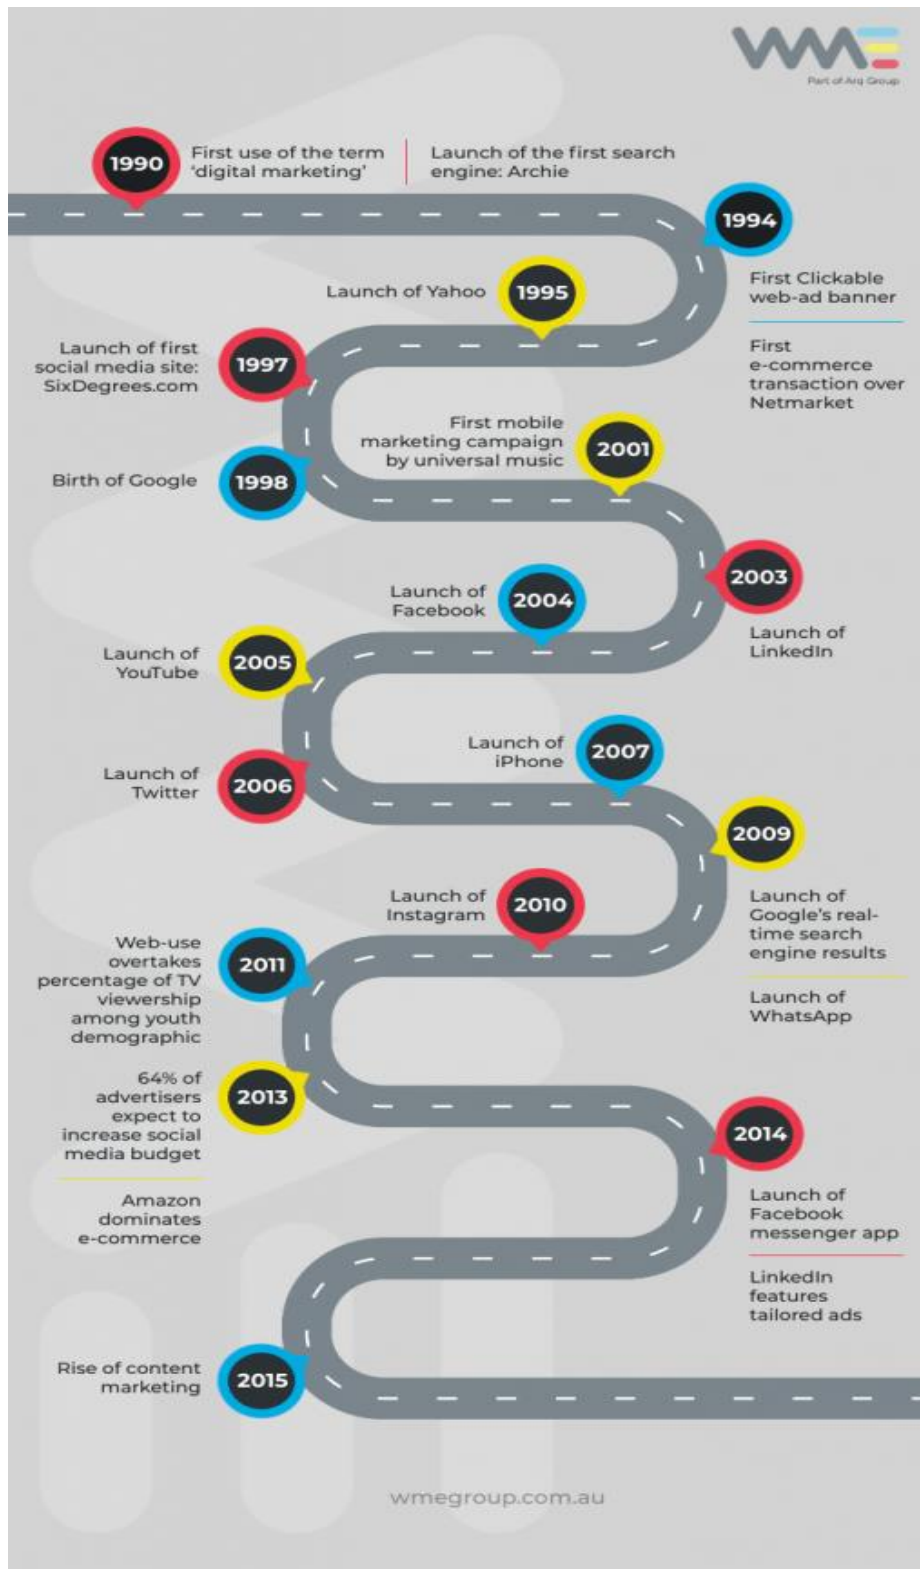 WME
Part of Arq Group
1990
First use of the term
‘digital marketing’
Launch of the first search
engine: Archie
1994
First Clickable
web-ad banner
First
e-commerce
transaction over
Netmarket
Launch of Yahoo
1995
Launch of first
social media site:
SixDegrees.com
1997
Birth of Google
1998
First mobile
marketing campaign
by universal music
2001
2003
Launch of
LinkedIn
Launch of
Facebook
2004
Launch of
YouTube
2005
Launch of
Twitter
2006
Launch of
iPhone
2007
2009
Launch of
Google’s real-
time search
engine results
Launch of
WhatsApp
Launch of
Instagram
2010
Web-use
overtakes
percentage of TV
viewership
among youth
demographic
2011
64% of
advertisers
expect to
increase social
media budget
Amazon
dominates
e-commerce
2013
2014
Launch of
Facebook
messenger app
LinkedIn
features
tailored ads
Rise of content
marketing
2015
wmegroup.com.au